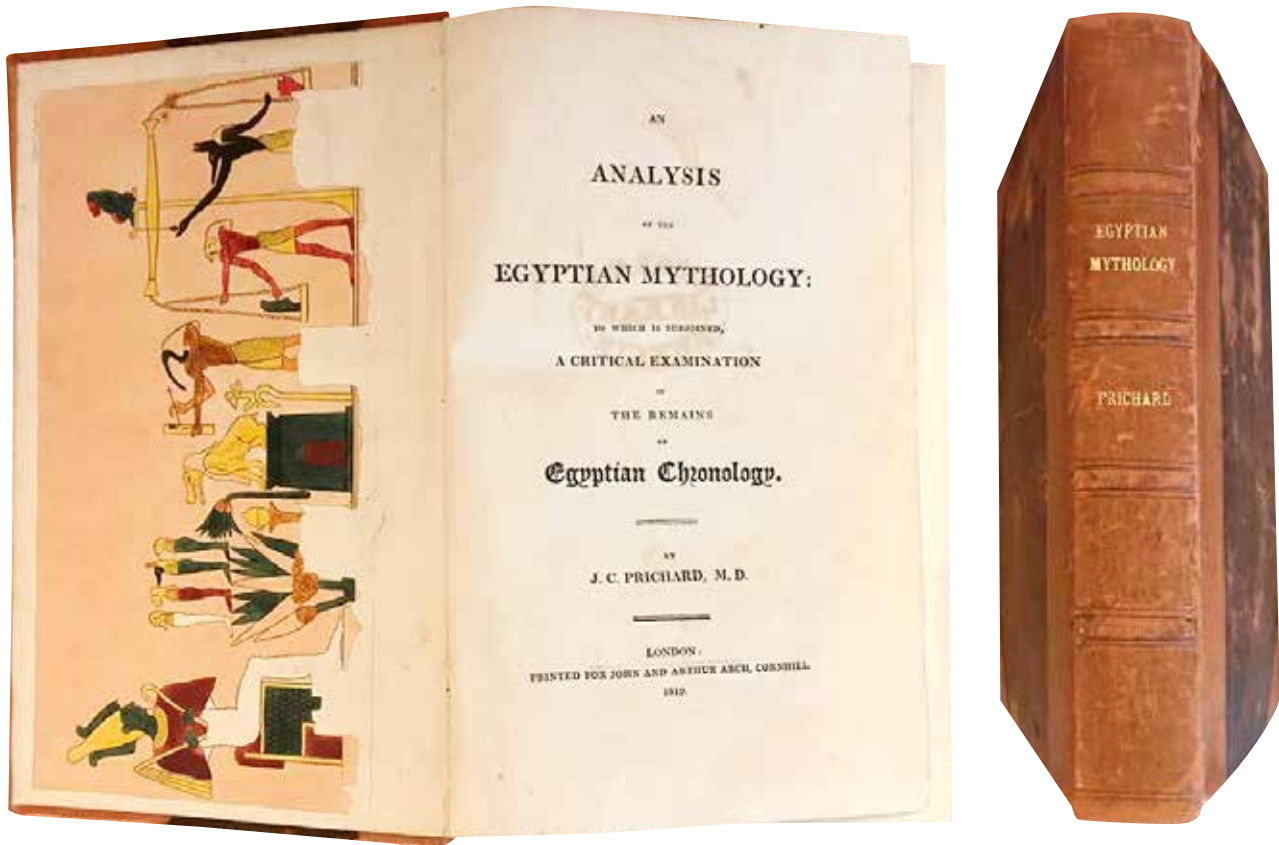 AN
ANALYSIS
OF THE
EGYPTIAN MYTHOLOGY:
TO WHICH IS SUBJOINED,
A CRITICAL EXAMINATION
OF
THE REMAINS
OF
Egyptian Chronology.
BY
J. C. PRICHARD, M. D.
LONDON:
PRINTED FOR JOHN AND ARTHUR ARCH, CORNHILL.
1819.
EGYPTIAN
MYTHOLOGY
PRICHARD